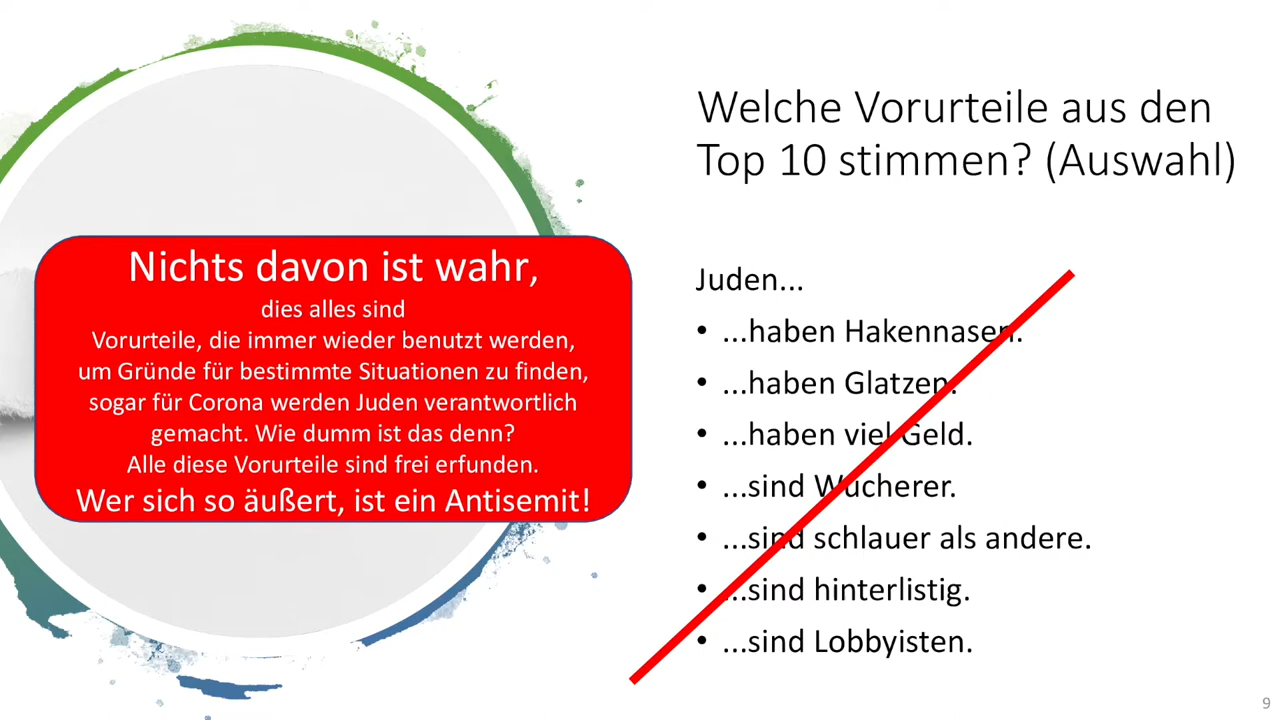 Welche Vorurteile aus den
Top 10 stimmen? (Auswahl)
Nichts davon ist wahr,
dies alles sind
Vorurteile, die immer wieder benutzt werden,
um Gründe für bestimmte Situationen zu finden,
sogar für Corona werden Juden verantwortlich
gemacht. Wie dumm ist das denn?
Alle diese Vorurteile sind frei erfunden.
Wer sich so äußert, ist ein Antisemit!
Juden...
• ...haben Hakennasen.
• ...haben Glatzen.
• ...haben viel Geld.
• ...sind Wucherer.
• ...sind schlauer als andere.
• ...sind hinterlistig.
• ...sind Lobbyisten.
9